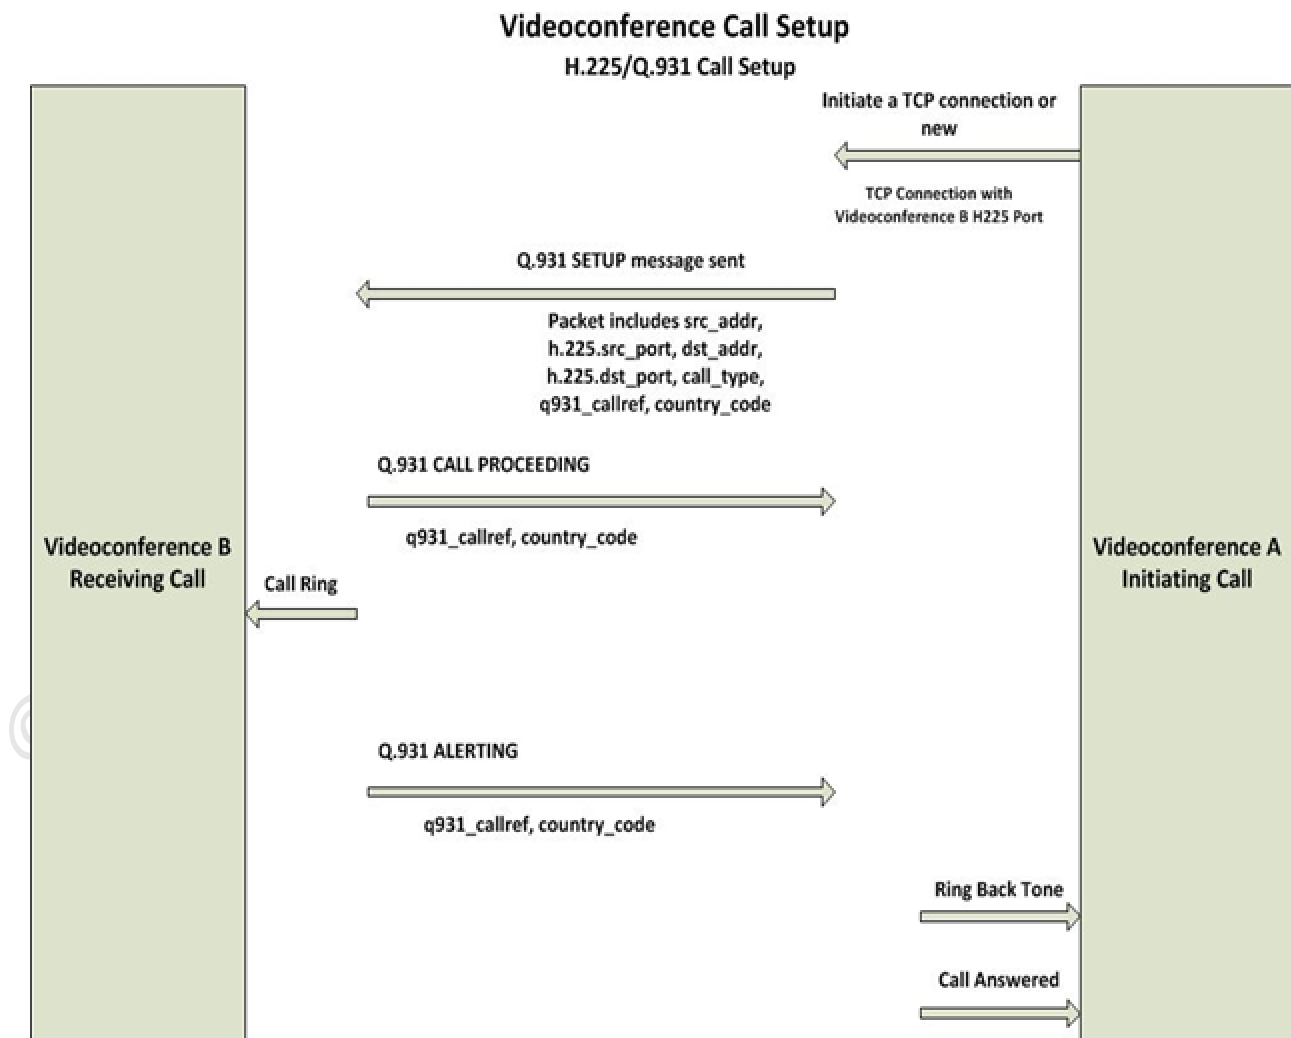 Videoconference Call Setup
H.225/Q.931 Call Setup
Initiate a TCP connection or
new
TCP Connection with
Videoconference B H225 Port
Q.931 SETUP message sent
Packet includes src_addr,
h.225.src_port, dst_addr,
h.225.dst_port, call_type,
q931_callref, country_code
Q.931 CALL PROCEEDING
q931_callref, country_code
Videoconference B
Receiving Call
Videoconference A
Initiating Call
Call Ring
Q.931 ALERTING
q931_callref, country_code
Ring Back Tone
Call Answered